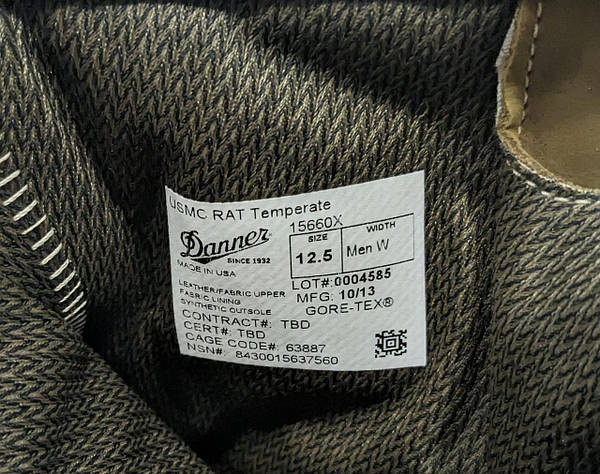 USMC RAT Temperate
15660X
Danner
SINCE 1932
MADE IN USA
SIZE
12.5
WIDTH
Men W
LOT#:0004585
MFG: 10/13
GORE-TEX®
LEATHER/FABRIC UPPER
FABRIC LINING
SYNTHETIC OUTSOLE
CONTRACT#: TBD
CERT#: TBD
CAGE CODE#: 63887
NSN#: 8430015637560